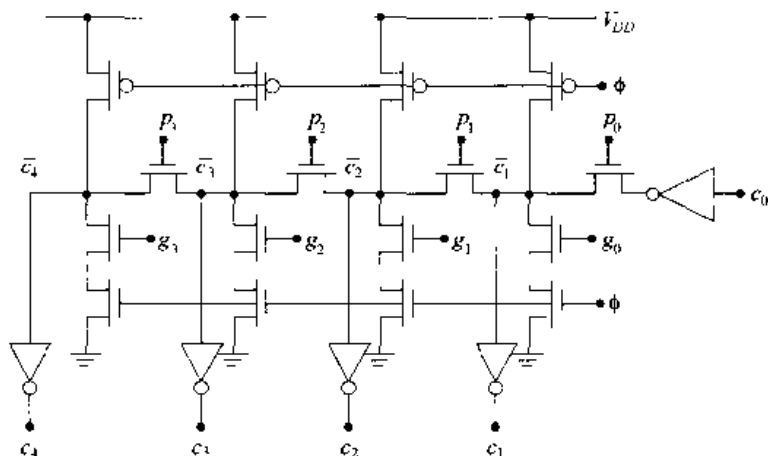 V_DD
ϕ
p_3 p_2 p_1 p_0
c̄_4 c̄_3 c̄_2 c̄_1 c_0
g_3 g_2 g_1 g_0
ϕ
c_4 c_3 c_2 c_1